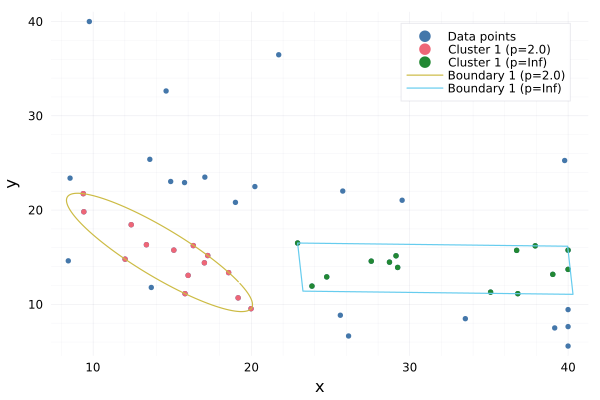 40
30
20
10
y
Data points
Cluster 1 (p=2.0)
Cluster 1 (p=Inf)
Boundary 1 (p=2.0)
Boundary 1 (p=Inf)
10 20 30 40
x